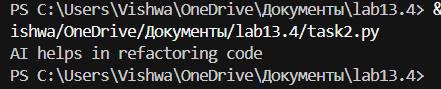 PS C:\Users\Vishwa\OneDrive\Документы\lab13.4> &
ishwa/OneDrive/Документы/lab13.4/task2.py
AI helps in refactoring code
PS C:\Users\Vishwa\OneDrive\Документы\lab13.4>